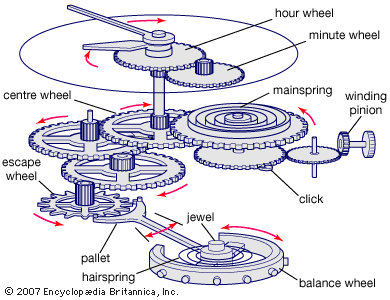 hour wheel
minute wheel
centre wheel
mainspring
winding
pinion
escape
wheel
click
jewel
pallet
hairspring
balance wheel
© 2007 Encyclopædia Britannica, Inc.